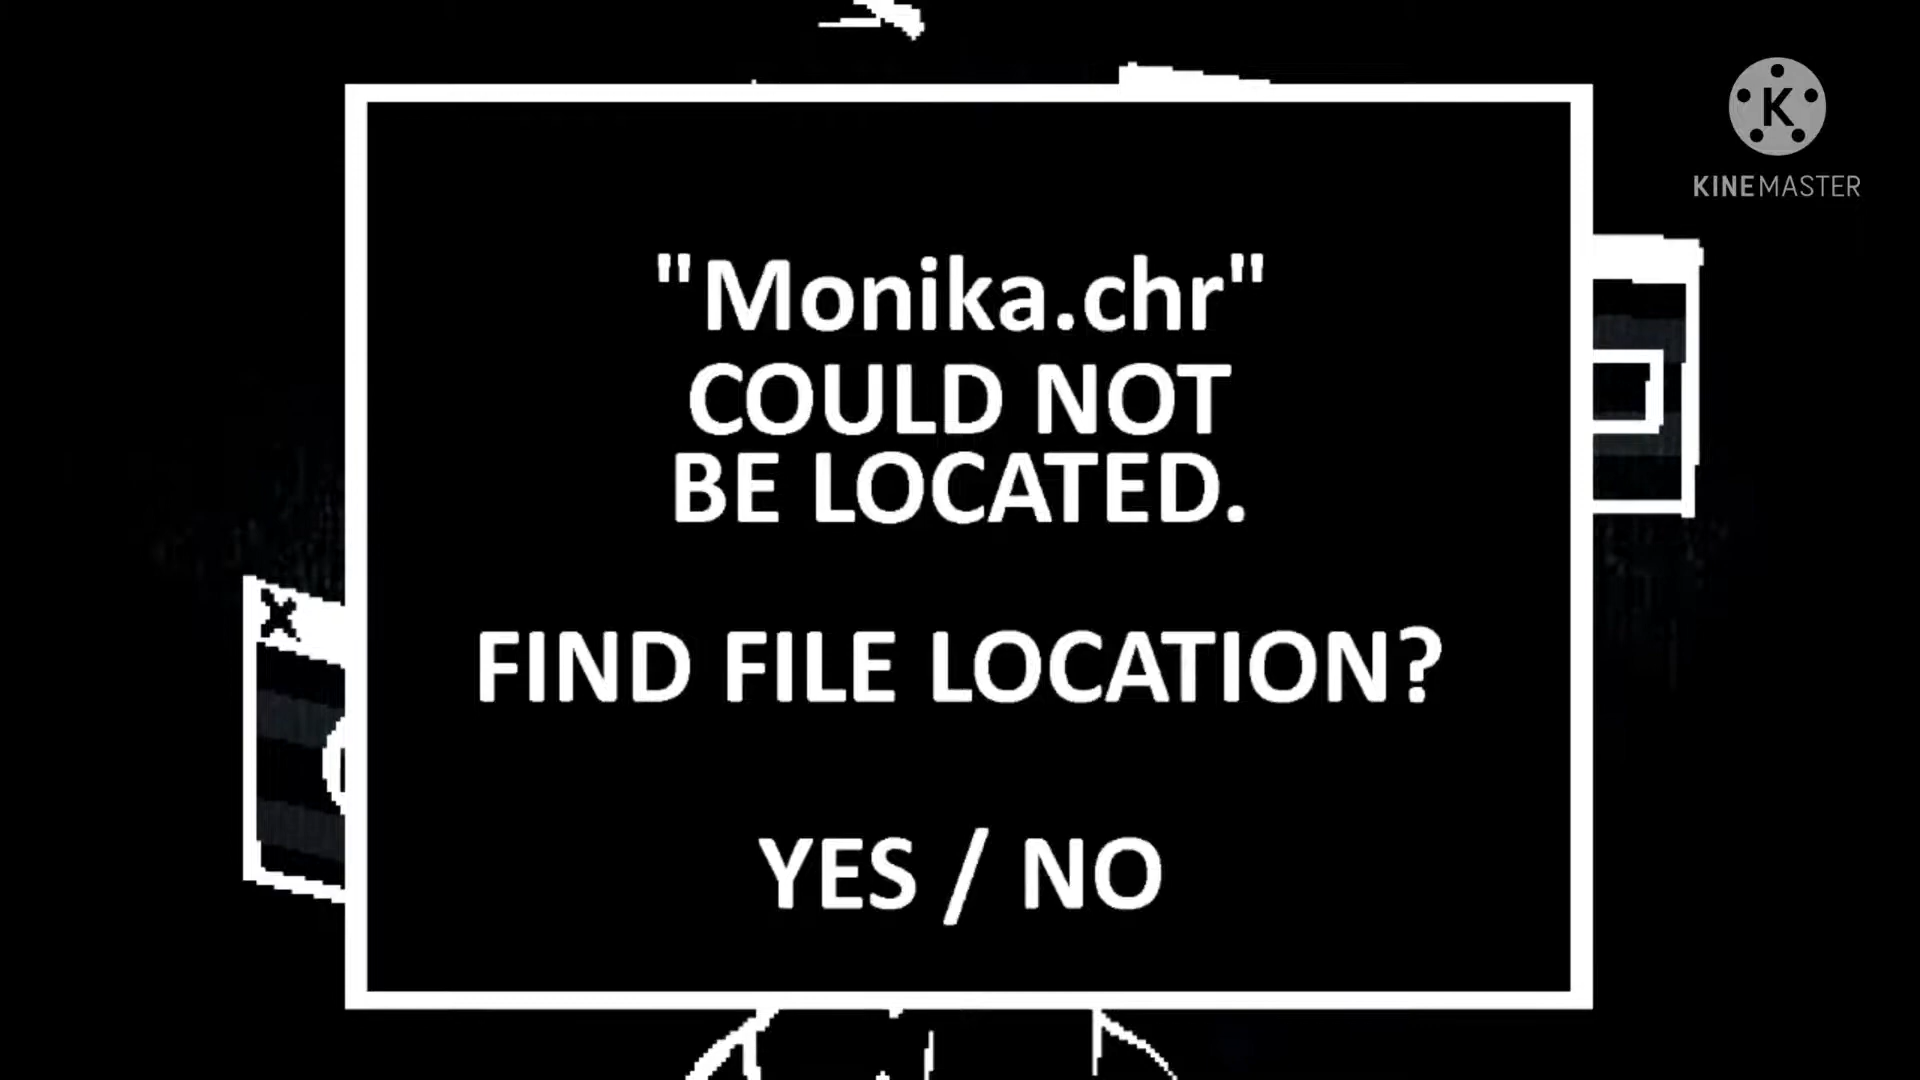 K
KINEMASTER
"Monika.chr"
COULD NOT
BE LOCATED.
FIND FILE LOCATION?
YES / NO
X